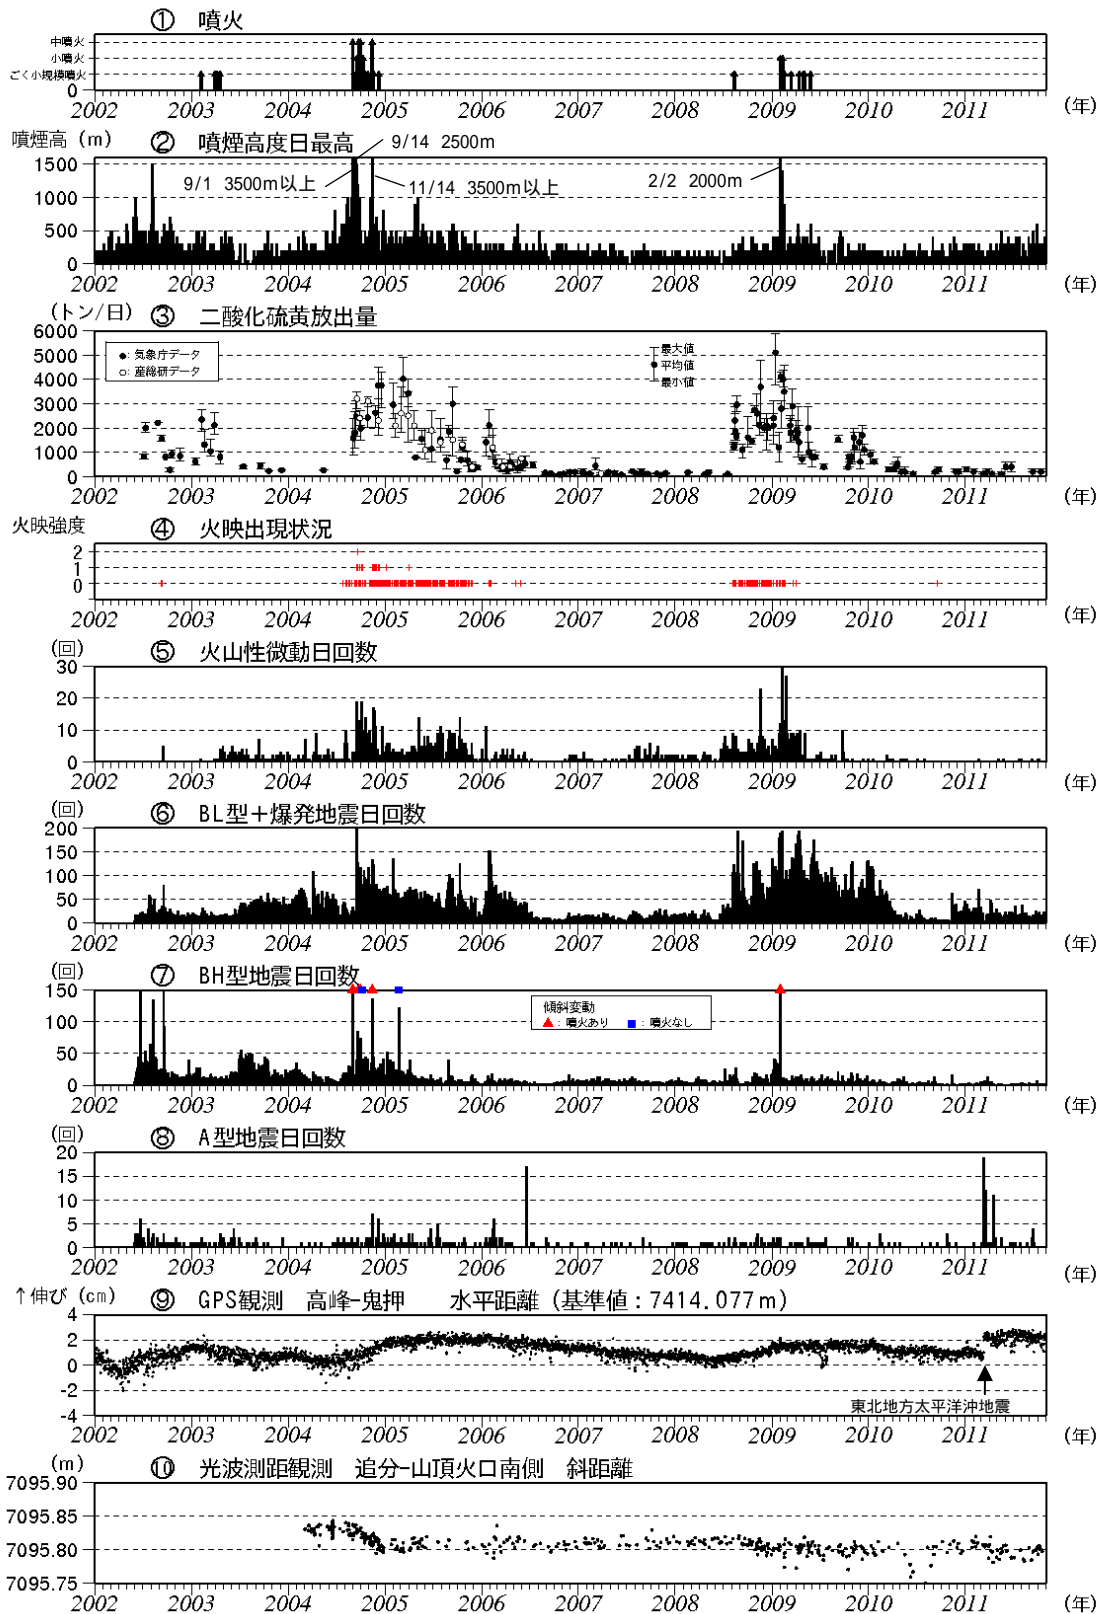 ① 噴火
中噴火
小噴火
ごく小規模噴火
0
2002 2003 2004 2005 2006 2007 2008 2009 2010 2011 (年)
噴煙高 (m) ② 噴煙高度日最高
9/14 2500m
9/1 3500m以上
11/14 3500m以上
2/2 2000m
1500
1000
500
0
2002 2003 2004 2005 2006 2007 2008 2009 2010 2011 (年)
(トン/日) ③ 二酸化硫黄放出量
6000
5000
4000
3000
2000
1000
0
●: 気象庁データ
○: 産総研データ
最大値
平均値
最小値
2002 2003 2004 2005 2006 2007 2008 2009 2010 2011 (年)
火映強度 ④ 火映出現状況
2
1
0
2002 2003 2004 2005 2006 2007 2008 2009 2010 2011 (年)
(回) ⑤ 火山性微動日回数
30
20
10
0
2002 2003 2004 2005 2006 2007 2008 2009 2010 2011 (年)
(回) ⑥ BL型+爆発地震日回数
200
150
100
50
0
2002 2003 2004 2005 2006 2007 2008 2009 2010 2011 (年)
(回) ⑦ BH型地震日回数
150
100
50
0
傾斜変動
▲: 噴火あり ■: 噴火なし
2002 2003 2004 2005 2006 2007 2008 2009 2010 2011 (年)
(回) ⑧ A型地震日回数
20
15
10
5
0
2002 2003 2004 2005 2006 2007 2008 2009 2010 2011 (年)
↑伸び (cm) ⑨ GPS観測 高峰-鬼押 水平距離 (基準値:7414.077m)
4
2
0
-2
-4
東北地方太平洋沖地震
2002 2003 2004 2005 2006 2007 2008 2009 2010 2011 (年)
(m) ⑩ 光波測距観測 追分-山頂火口南側 斜距離
7095.90
7095.85
7095.80
7095.75
2002 2003 2004 2005 2006 2007 2008 2009 2010 2011 (年)